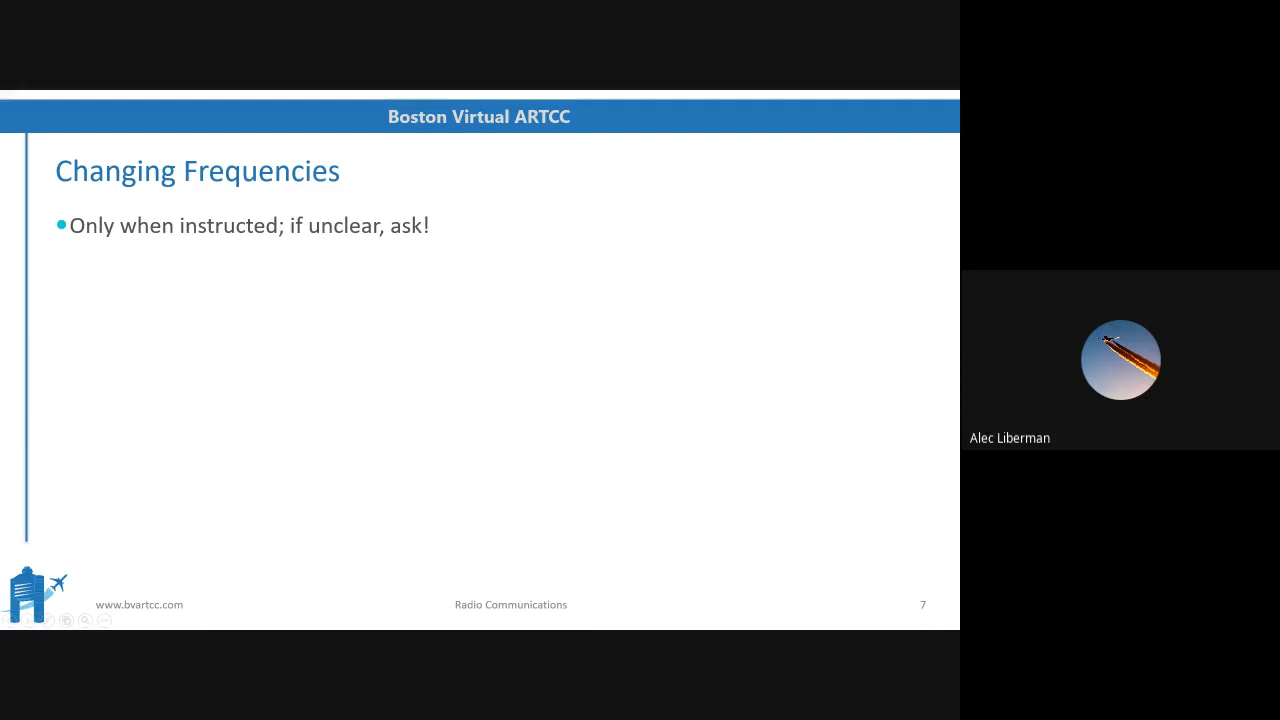 Boston Virtual ARTCC
Changing Frequencies
Only when instructed; if unclear, ask!
Alec Liberman
www.bvartcc.com
Radio Communications
7